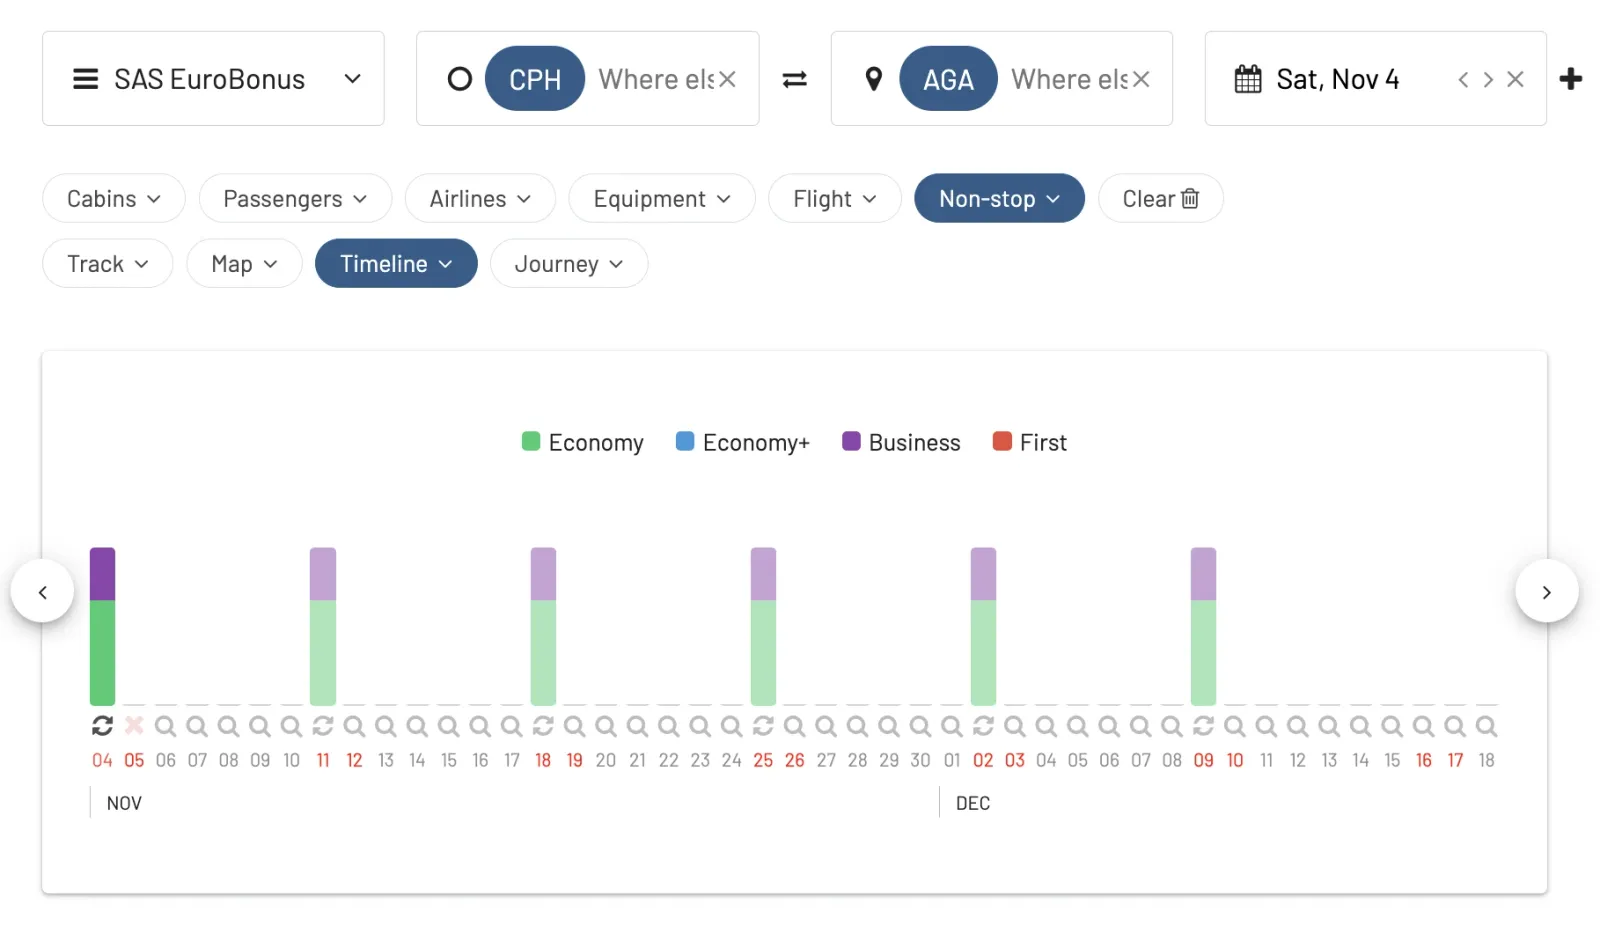 SAS EuroBonus CPH Where els AGA Where els Sat, Nov 4
Cabins Passengers Airlines Equipment Flight Non-stop Clear
Track Map Timeline Journey
Economy Economy+ Business First
04 05 06 07 08 09 10 11 12 13 14 15 16 17 18 19 20 21 22 23 24 25 26 27 28 29 30 01 02 03 04 05 06 07 08 09 10 11 12 13 14 15 16 17 18
NOV DEC